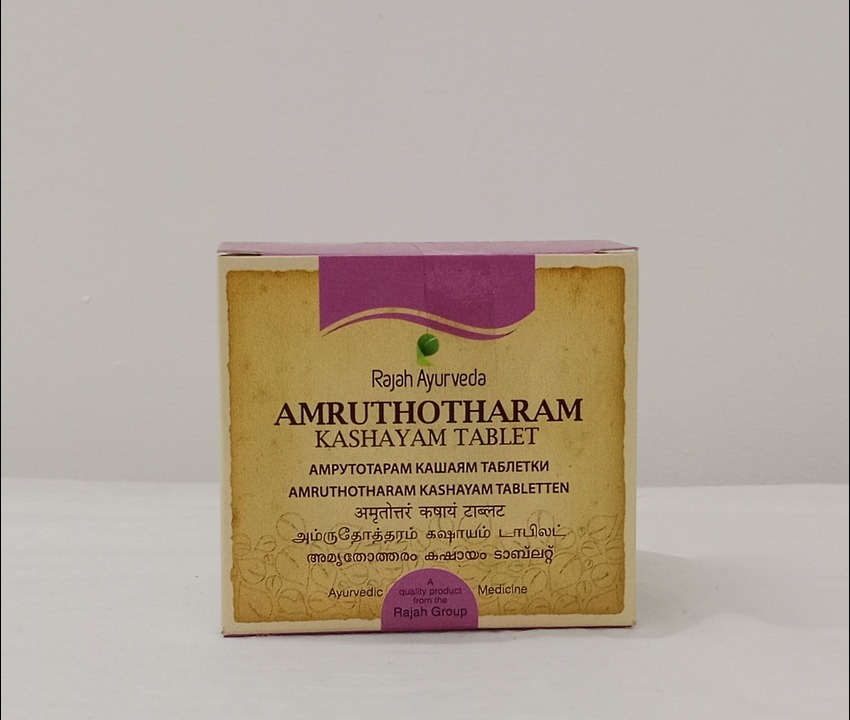 Rajah Ayurveda
AMRUTHOTHARAM
KASHAYAM TABLET
АМРУТОТАРАМ КАШАЯМ ТАБЛЕТКИ
AMRUTHOTHARAM KASHAYAM TABLETTEN
अमृतोत्तरं कषायं टाब्लट
அம்ருதோத்தரம் கஷாயம் டாபிலட்
അമൃതോത്തരം കഷായം ടാബ്‌ലറ്റ്
Ayurvedic Medicine
A
quality product
from the
Rajah Group